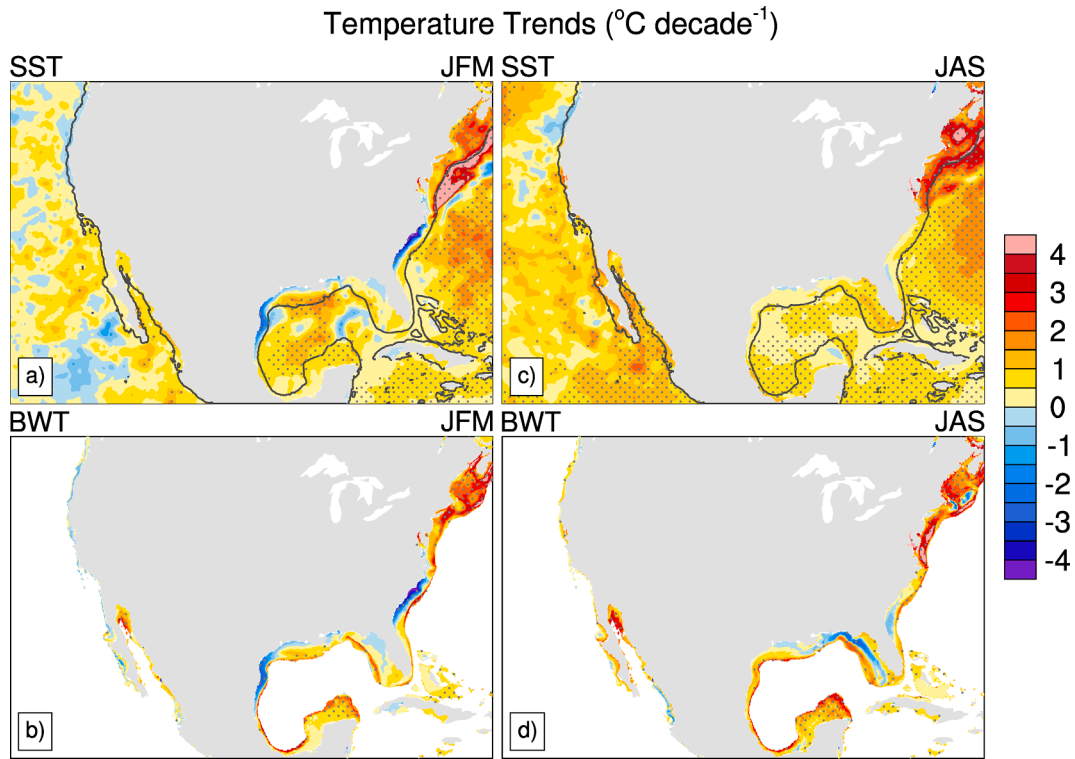 Temperature Trends (°C decade⁻¹)
SST JFM SST JAS
a) c)
BWT JFM BWT JAS
b) d)
4
3
2
1
0
-1
-2
-3
-4